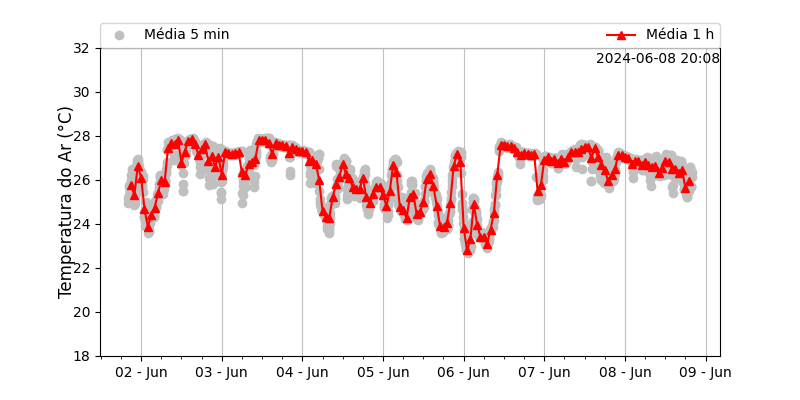 Média 5 min
Média 1 h
2024-06-08 20:08
Temperatura do Ar (°C)
32
30
28
26
24
22
20
18
02 - Jun
03 - Jun
04 - Jun
05 - Jun
06 - Jun
07 - Jun
08 - Jun
09 - Jun